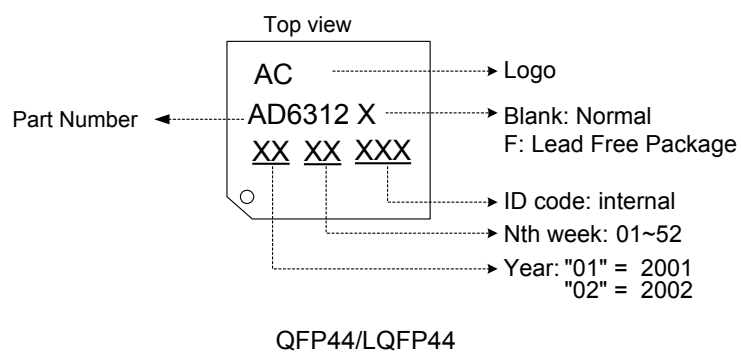 Top view
AC
Logo
Part Number
AD6312 X
Blank: Normal
F: Lead Free Package
XX XX XXX
ID code: internal
Nth week: 01~52
Year: "01" = 2001
"02" = 2002
QFP44/LQFP44